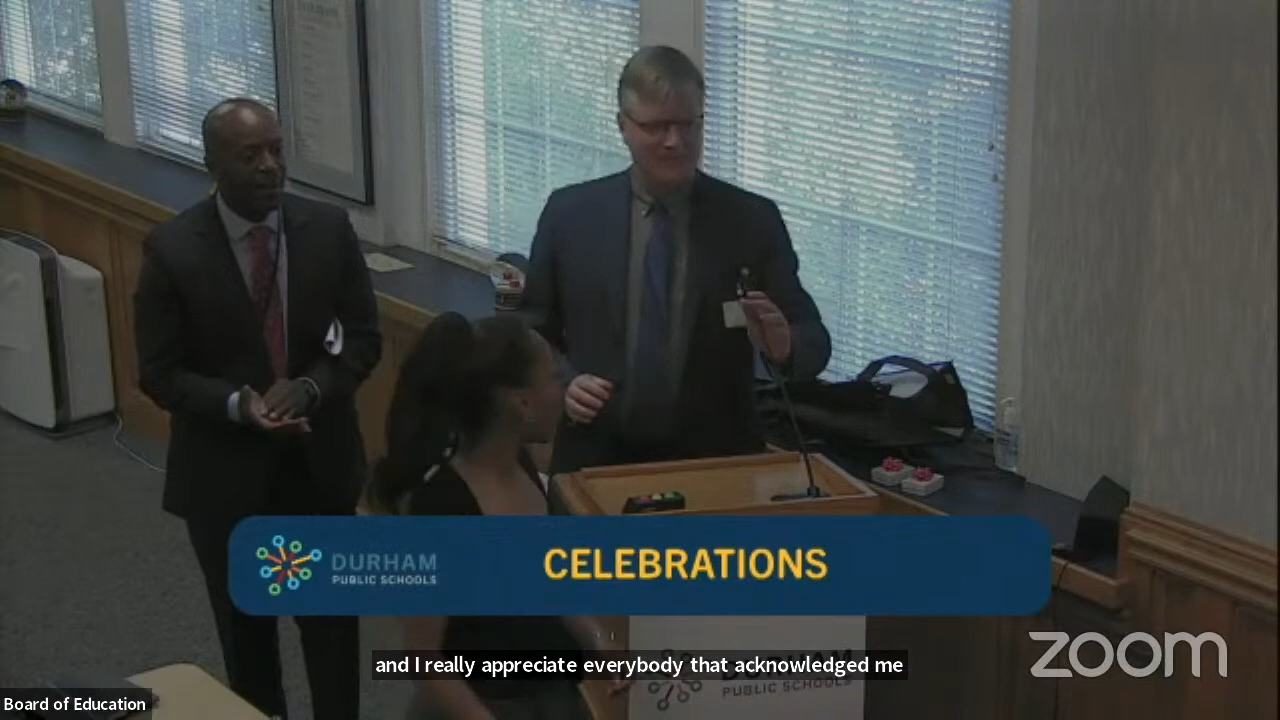 DURHAM
PUBLIC SCHOOLS
CELEBRATIONS
and I really appreciate everybody that acknowledged me
DURHAM
PUBLIC SCHOOLS
zoom
Board of Education